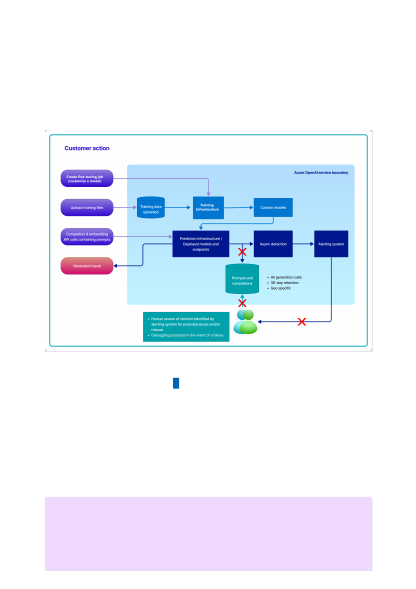 Customer action
Azure OpenAI service boundary
Create fine-tuning job
(customize a model)
Upload training files
Training data
uploaded
Training
Infrastructure
Custom models
Completion & embedding
API calls containing prompts
Predictive infrastructure /
Deployed models and
endpoints
Async detection
Alerting system
Generated result
Prompts and
completions
• All generation calls
• 30-day retention
• Geo specific
• Human review of content identified by
alerting system for potential abuse and/or
misuse.
• Debugging purposes in the event of a failure.